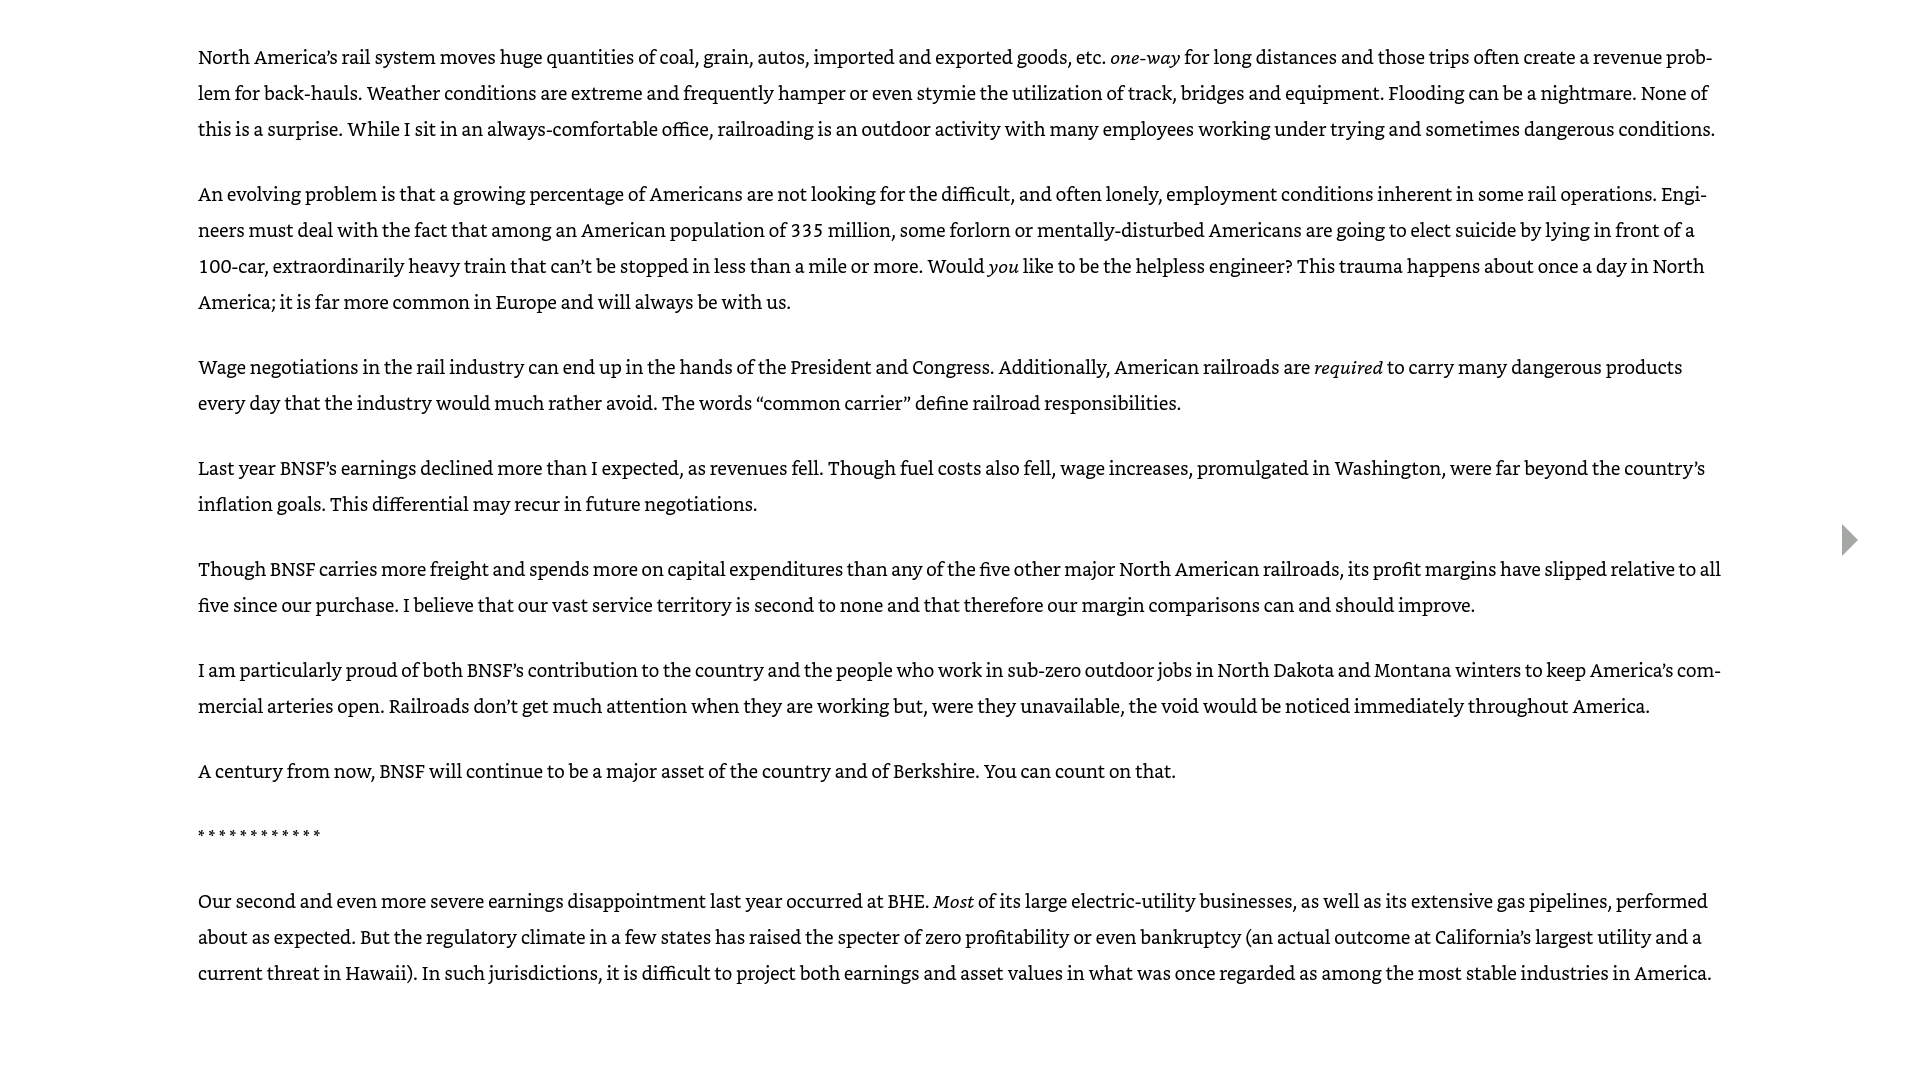 North America’s rail system moves huge quantities of coal, grain, autos, imported and exported goods, etc. one-way for long distances and those trips often create a revenue prob-
lem for back-hauls. Weather conditions are extreme and frequently hamper or even stymie the utilization of track, bridges and equipment. Flooding can be a nightmare. None of
this is a surprise. While I sit in an always-comfortable office, railroading is an outdoor activity with many employees working under trying and sometimes dangerous conditions.
An evolving problem is that a growing percentage of Americans are not looking for the difficult, and often lonely, employment conditions inherent in some rail operations. Engi-
neers must deal with the fact that among an American population of 335 million, some forlorn or mentally-disturbed Americans are going to elect suicide by lying in front of a
100-car, extraordinarily heavy train that can’t be stopped in less than a mile or more. Would you like to be the helpless engineer? This trauma happens about once a day in North
America; it is far more common in Europe and will always be with us.
Wage negotiations in the rail industry can end up in the hands of the President and Congress. Additionally, American railroads are required to carry many dangerous products
every day that the industry would much rather avoid. The words “common carrier” define railroad responsibilities.
Last year BNSF’s earnings declined more than I expected, as revenues fell. Though fuel costs also fell, wage increases, promulgated in Washington, were far beyond the country’s
inflation goals. This differential may recur in future negotiations.
Though BNSF carries more freight and spends more on capital expenditures than any of the five other major North American railroads, its profit margins have slipped relative to all
five since our purchase. I believe that our vast service territory is second to none and that therefore our margin comparisons can and should improve.
I am particularly proud of both BNSF’s contribution to the country and the people who work in sub-zero outdoor jobs in North Dakota and Montana winters to keep America’s com-
mercial arteries open. Railroads don’t get much attention when they are working but, were they unavailable, the void would be noticed immediately throughout America.
A century from now, BNSF will continue to be a major asset of the country and of Berkshire. You can count on that.
* * * * * * * * * * * *
Our second and even more severe earnings disappointment last year occurred at BHE. Most of its large electric-utility businesses, as well as its extensive gas pipelines, performed
about as expected. But the regulatory climate in a few states has raised the specter of zero profitability or even bankruptcy (an actual outcome at California’s largest utility and a
current threat in Hawaii). In such jurisdictions, it is difficult to project both earnings and asset values in what was once regarded as among the most stable industries in America.